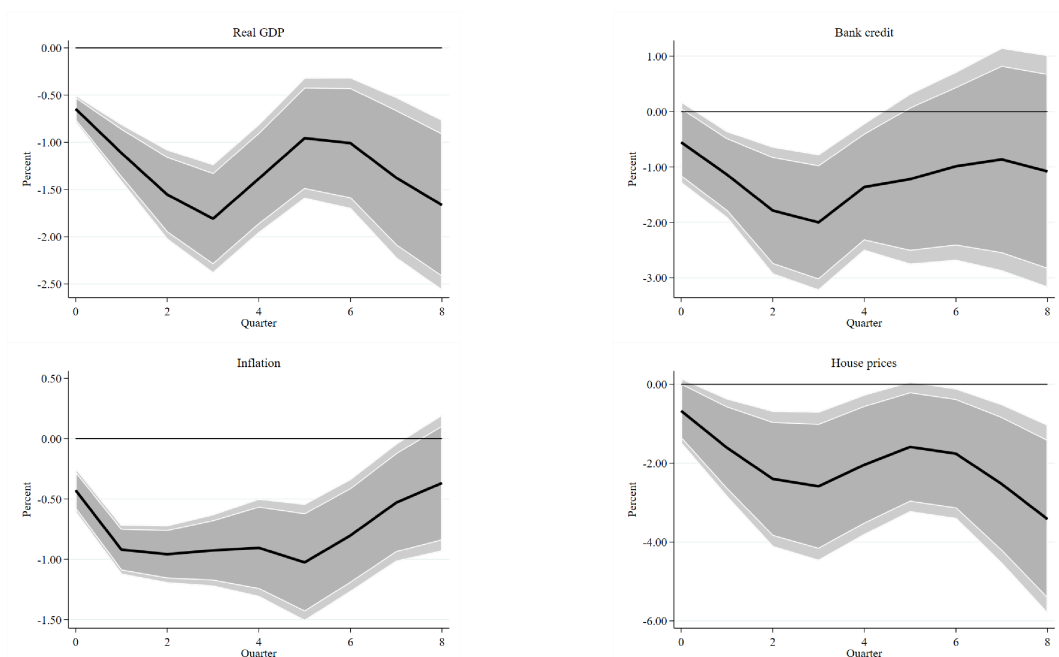 Real GDP
0.00
-0.50
-1.00
-1.50
-2.00
-2.50
Percent
0 2 4 6 8
Quarter
Bank credit
1.00
0.00
-1.00
-2.00
-3.00
Percent
0 2 4 6 8
Quarter
Inflation
0.50
0.00
-0.50
-1.00
-1.50
Percent
0 2 4 6 8
Quarter
House prices
0.00
-2.00
-4.00
-6.00
Percent
0 2 4 6 8
Quarter